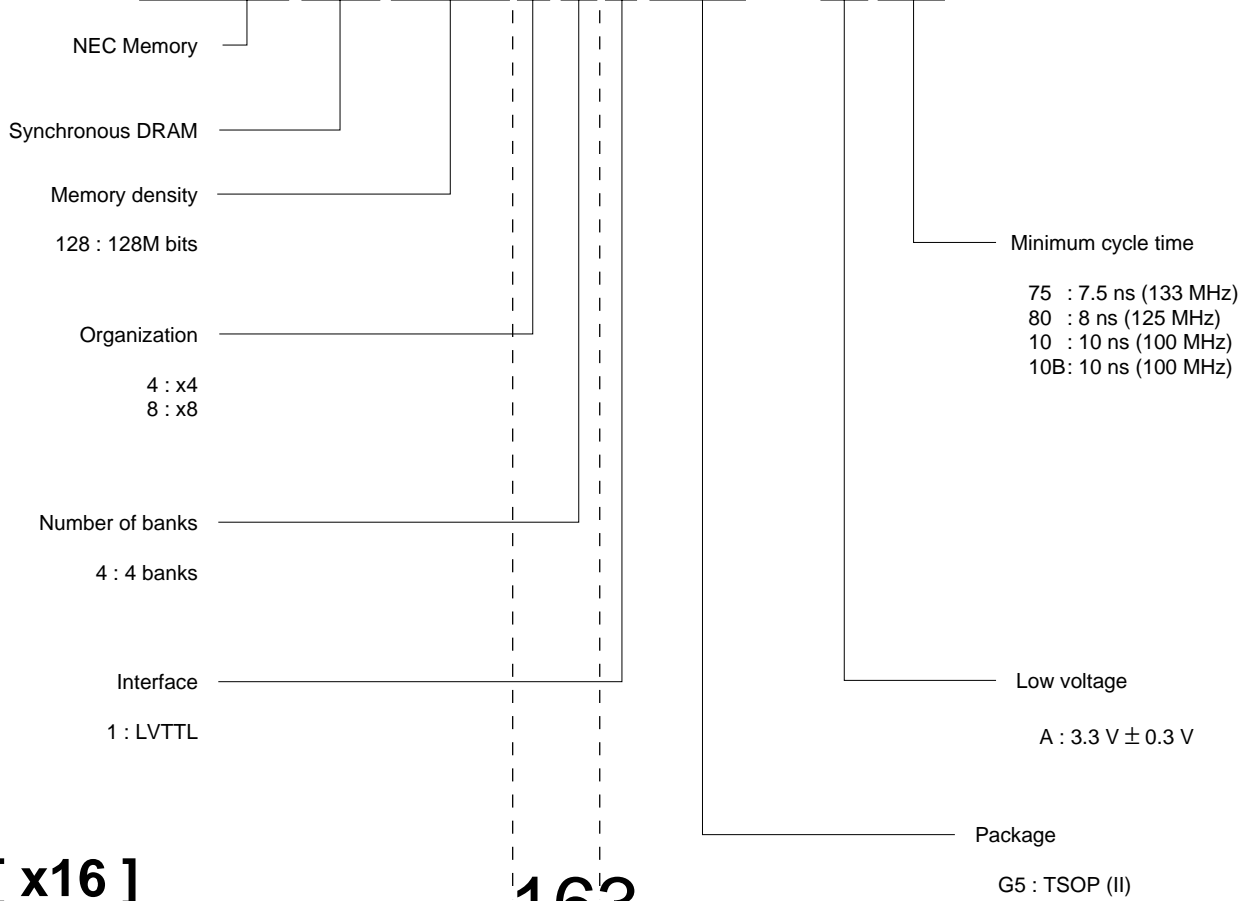 NEC Memory
Synchronous DRAM
Memory density
128 : 128M bits
Organization
4 : x4
8 : x8
Number of banks
4 : 4 banks
Interface
1 : LVTTL
Minimum cycle time
75 : 7.5 ns (133 MHz)
80 : 8 ns (125 MHz)
10 : 10 ns (100 MHz)
10B: 10 ns (100 MHz)
Low voltage
A : 3.3 V ± 0.3 V
Package
G5 : TSOP (II)
[ x16 ]
163